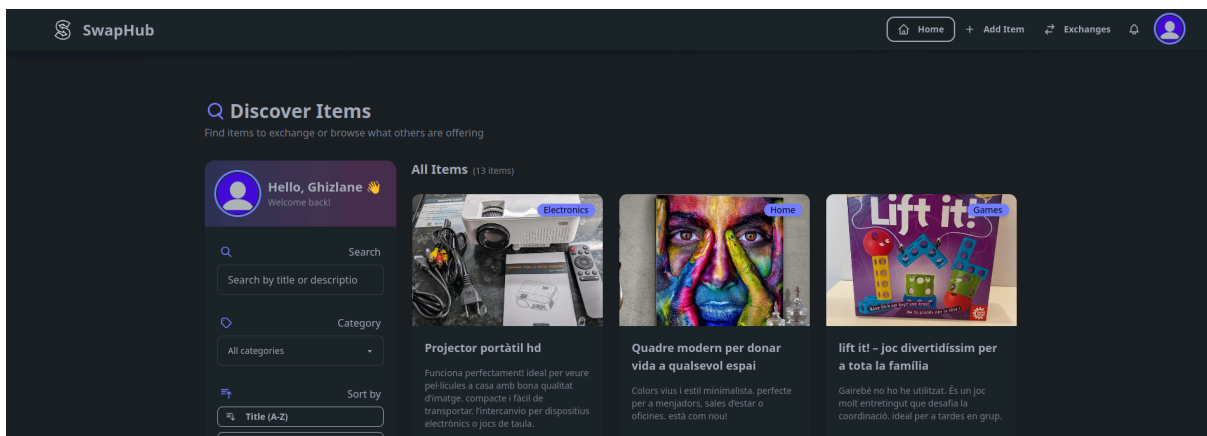 SwapHub
Home
Add Item
Exchanges
Discover Items
Find items to exchange or browse what others are offering
Hello, Ghizlane 👋
Welcome back!
Search
Search by title or descriptio
Category
All categories
Sort by
Title (A-Z)
All Items (13 items)
Electronics
Projector portàtil hd
Funciona perfectament! ideal per veure
pel·lícules a casa amb bona qualitat
d'imatge. compacte i fàcil de
transportar. l'intercanvio per dispositius
electrònics o jocs de taula.
Home
Quadre modern per donar
vida a qualsevol espai
Colors vius i estil minimalista. perfecte
per a menjadors, sales d'estar o
oficines. està com nou!
Lift it!
Games
lift it! – joc divertidíssim per
a tota la família
Gairebé no ho he utilitzat. És un joc
molt entretingut que desafia la
coordinació. ideal per a tardes en grup.